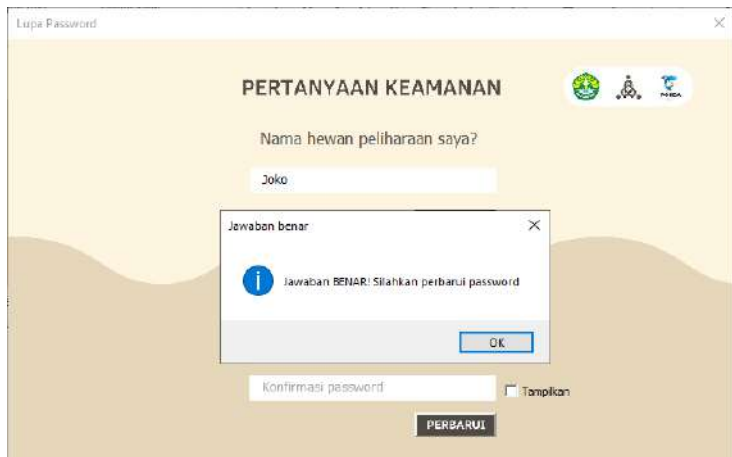 Lupa Password
PERTANYAAN KEAMANAN
Nama hewan peliharaan saya?
Joko
Jawaban benar
Jawaban BENAR! Silahkan perbarui password
OK
Konfirmasi password
Tampilkan
PERBARUI